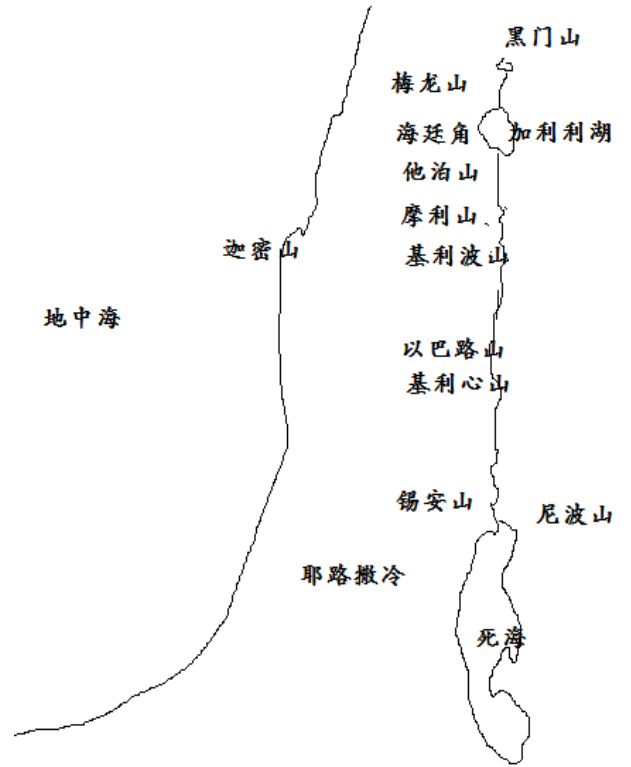 黑门山
梅龙山
海廷角
加利利湖
他泊山
摩利山
迦密山
基利波山
地中海
以巴路山
基利心山
锡安山
尼波山
耶路撒冷
死海